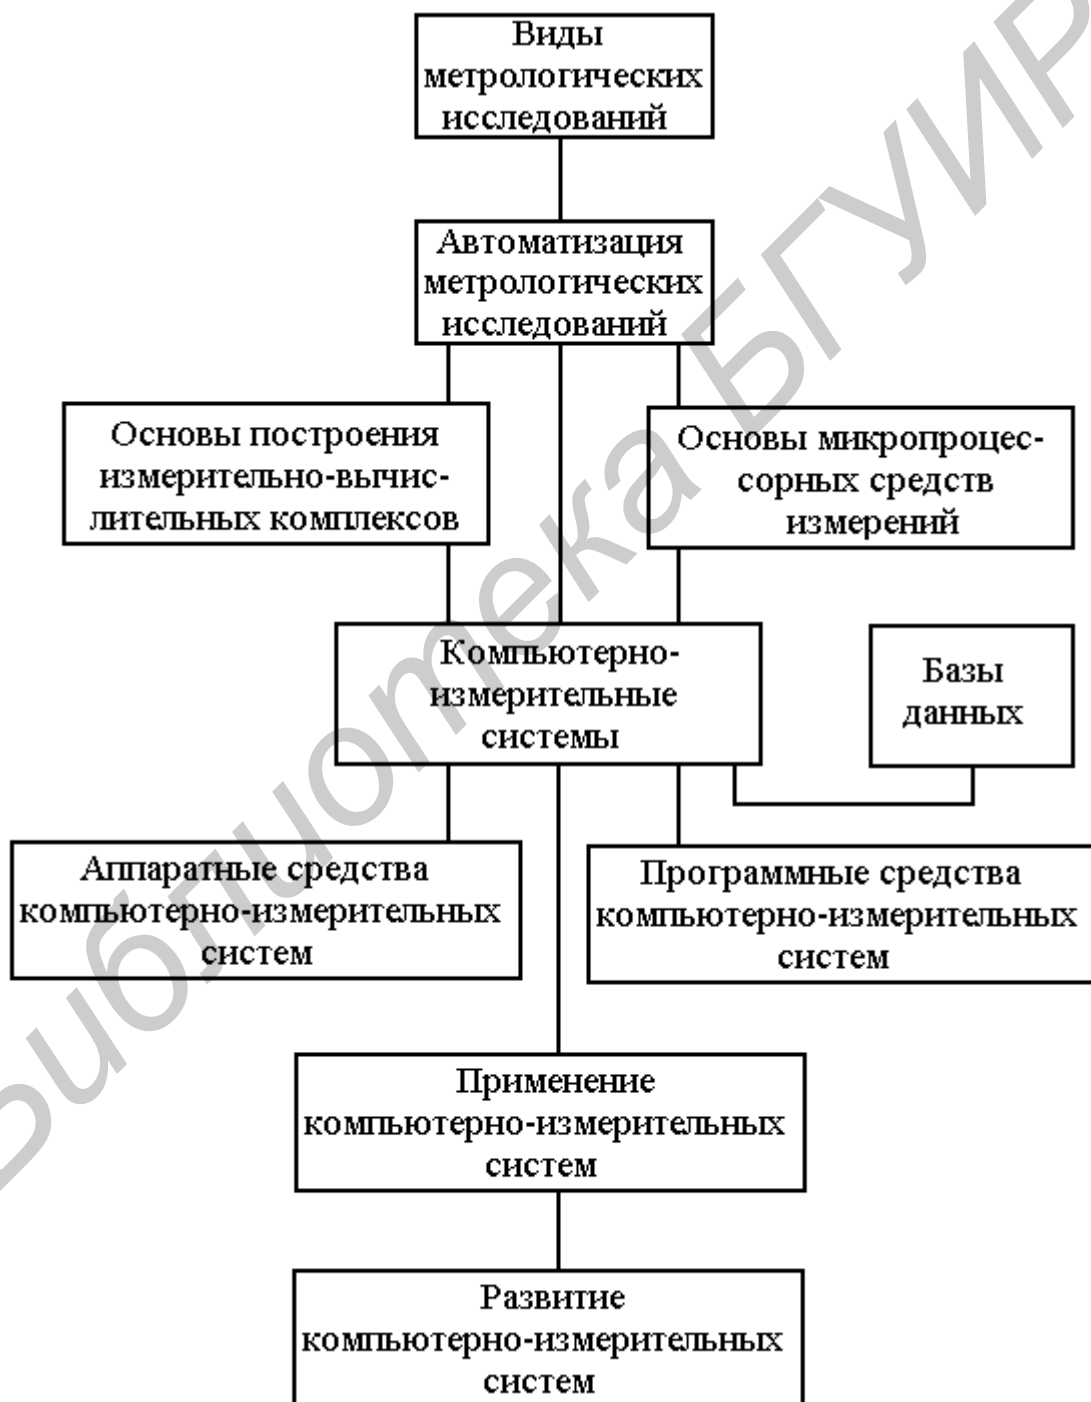 Виды
метрологических
исследований
Автоматизация
метрологических
исследований
Основы построения
измерительно-вычис-
лительных комплексов
Основы микропроцес-
сорных средств
измерений
Компьютерно-
измерительные
системы
Базы
данных
Аппаратные средства
компьютерно-измерительных
систем
Программные средства
компьютерно-измерительных
систем
Применение
компьютерно-измерительных
систем
Развитие
компьютерно-измерительных
систем
Библиотека БГУИР